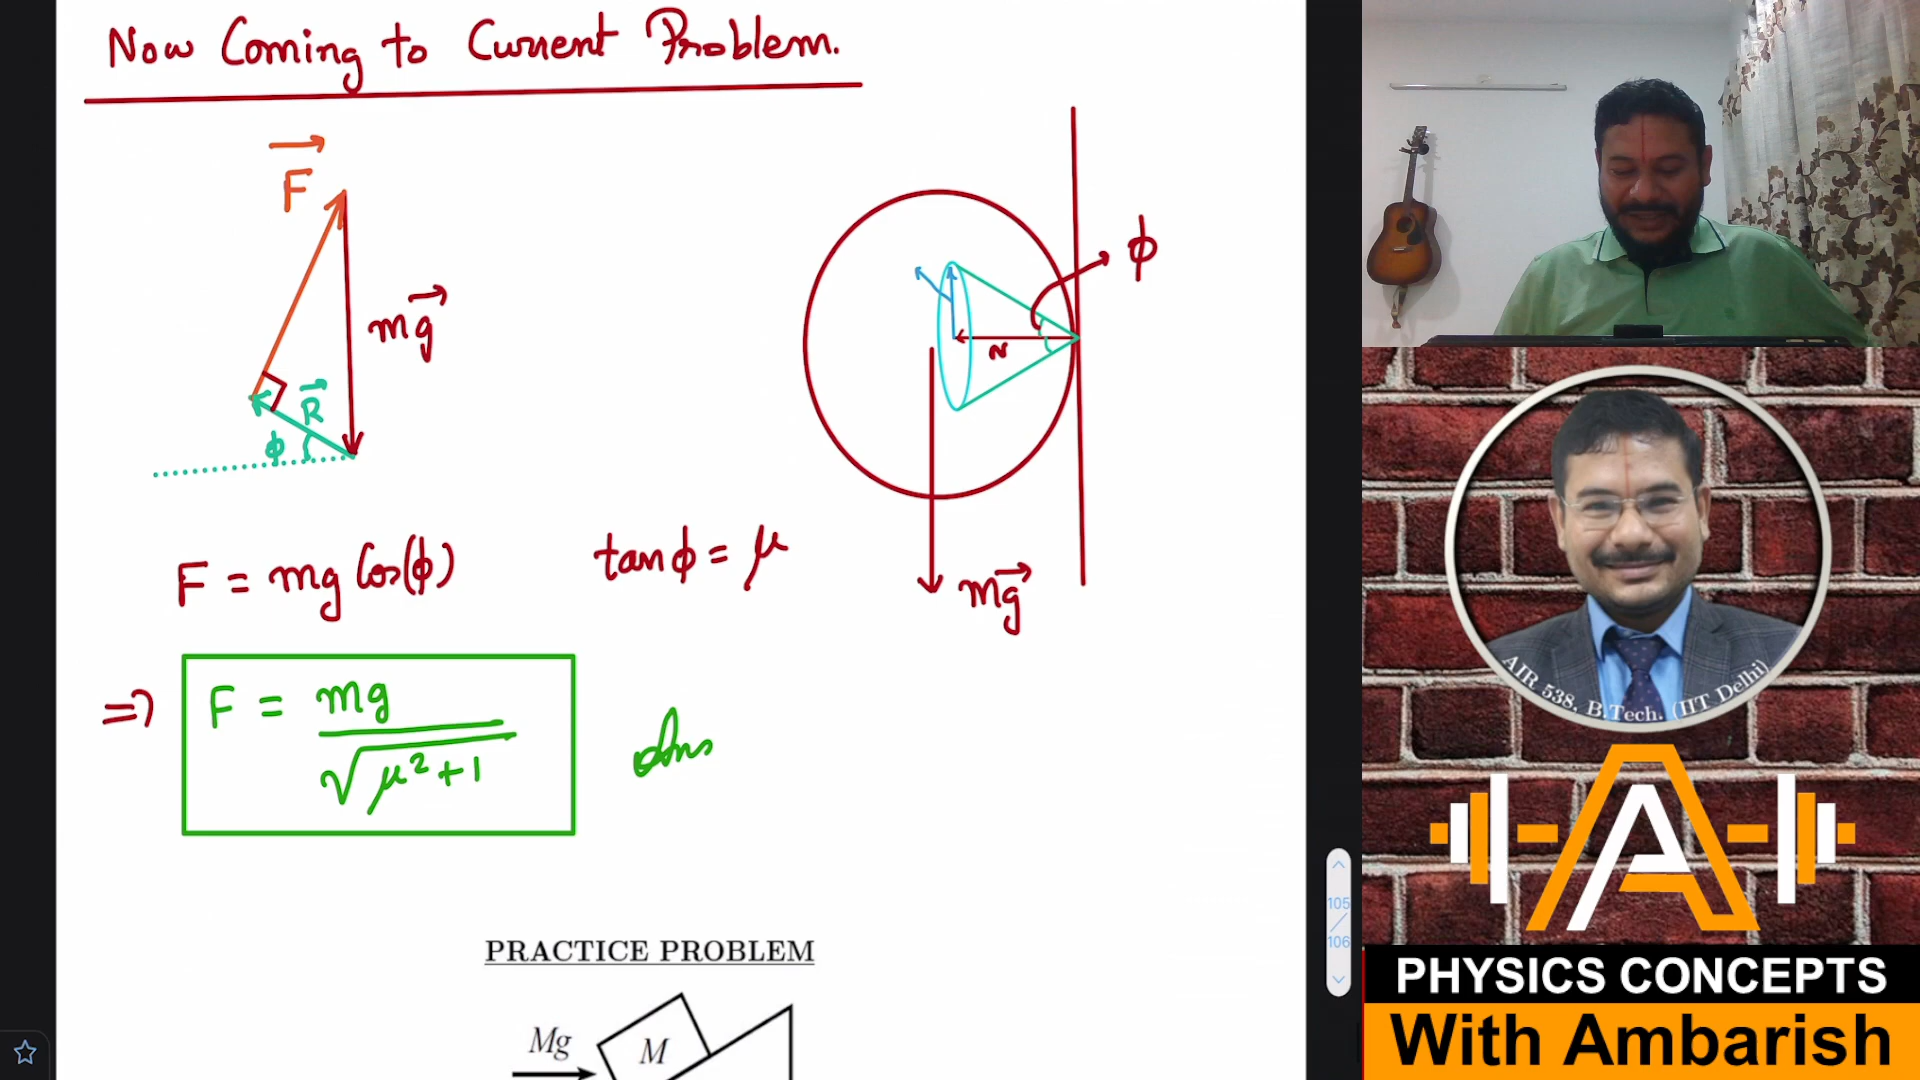 Now Coming to Current Problem.
F
mg
R
ϕ
ϕ
N
mg
F = mg Cos(ϕ)
tanϕ = μ
=> F = mg / √μ²+1
Ans
PRACTICE PROBLEM
Mg
M
105
106
AIR 538, B.Tech. (IIT Delhi)
A
PHYSICS CONCEPTS
With Ambarish